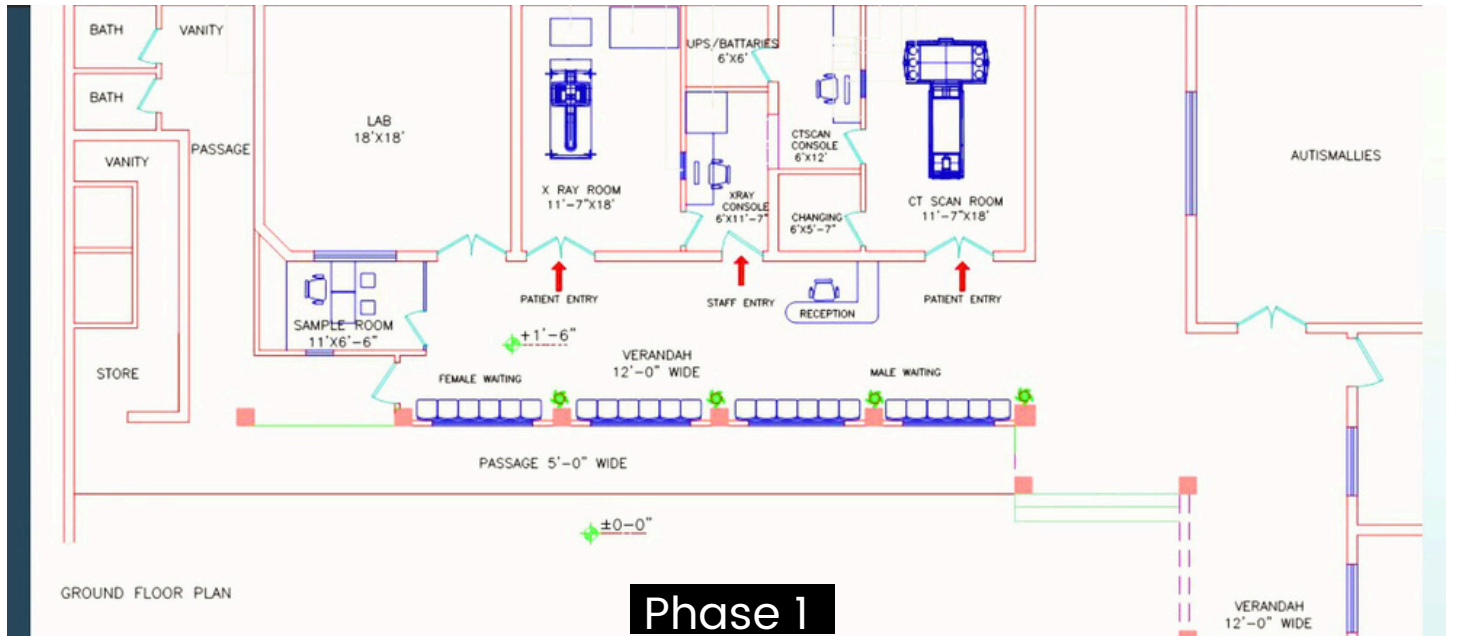 BATH
VANITY
BATH
VANITY
PASSAGE
LAB
18'X18'
X RAY ROOM
11'-7"X18'
UPS/BATTARIES
6'X6'
XRAY
CONSOLE
6'X11'-7"
CTSCAN
CONSOLE
6'X12'
CHANGING
6'X5'-7"
CT SCAN ROOM
11'-7"X18'
AUTISMALLIES
PATIENT ENTRY
STAFF ENTRY
RECEPTION
PATIENT ENTRY
SAMPLE ROOM
11'X6'-6"
+1'-6"
VERANDAH
12'-0" WIDE
STORE
FEMALE WAITING
MALE WAITING
PASSAGE 5'-0" WIDE
±0-0"
GROUND FLOOR PLAN
Phase 1
VERANDAH
12'-0" WIDE